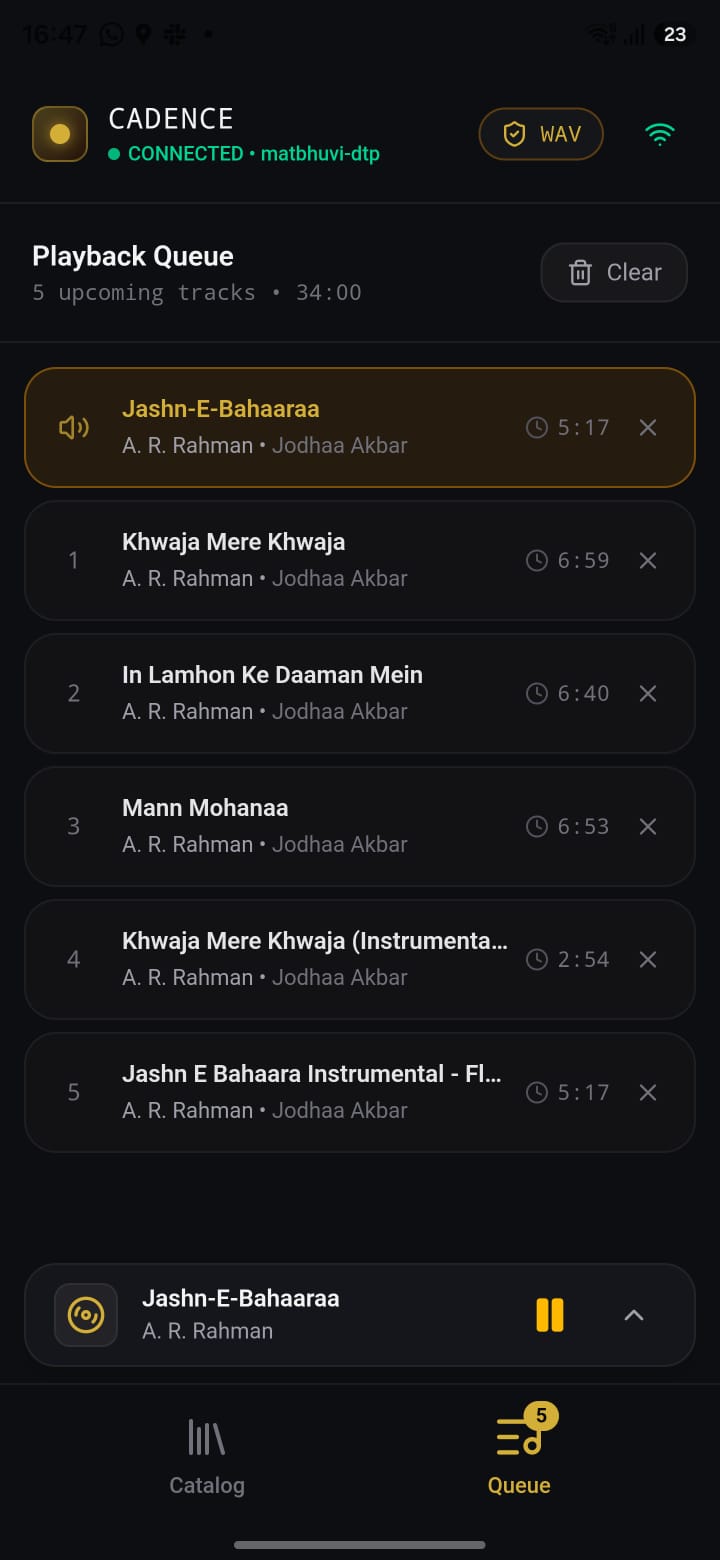 16:47
23
CADENCE
CONNECTED • matbhuvi-dtp
WAV
Playback Queue
5 upcoming tracks • 34:00
Clear
Jashn-E-Bahaaraa
A. R. Rahman • Jodhaa Akbar
5:17
1
Khwaja Mere Khwaja
A. R. Rahman • Jodhaa Akbar
6:59
2
In Lamhon Ke Daaman Mein
A. R. Rahman • Jodhaa Akbar
6:40
3
Mann Mohanaa
A. R. Rahman • Jodhaa Akbar
6:53
4
Khwaja Mere Khwaja (Instrumenta...
A. R. Rahman • Jodhaa Akbar
2:54
5
Jashn E Bahaara Instrumental - Fl...
A. R. Rahman • Jodhaa Akbar
5:17
Jashn-E-Bahaaraa
A. R. Rahman
Catalog
5
Queue